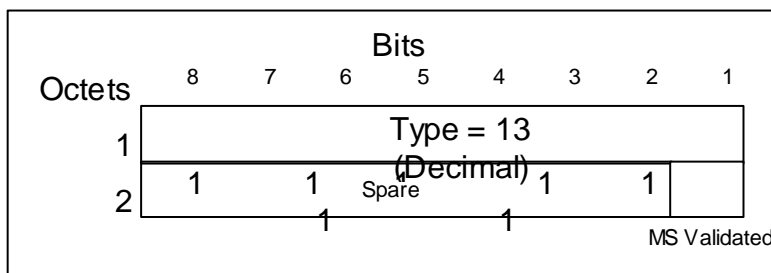 Bits
Octets 8 7 6 5 4 3 2 1
1 Type = 13
(Decimal)
1 1 Spare 1 1 1
2
1 1
MS Validated